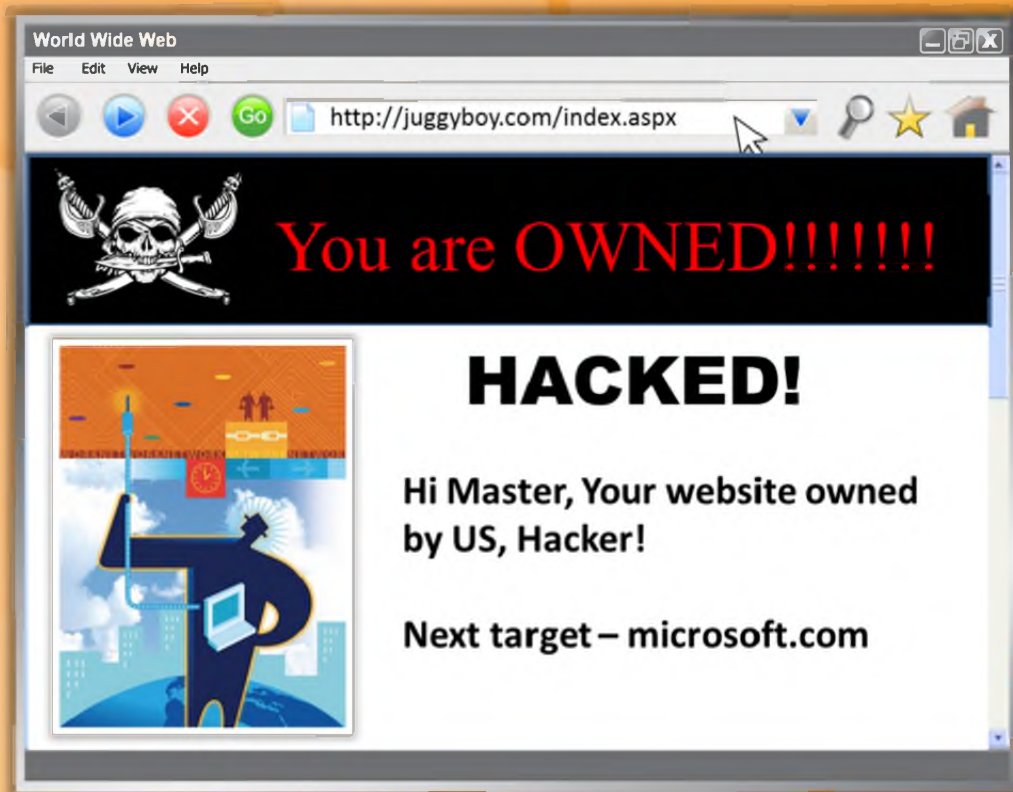 World Wide Web
File Edit View Help
Go http://juggyboy.com/index.aspx
You are OWNED!!!!!!!
HACKED!
Hi Master, Your website owned
by US, Hacker!
Next target – microsoft.com